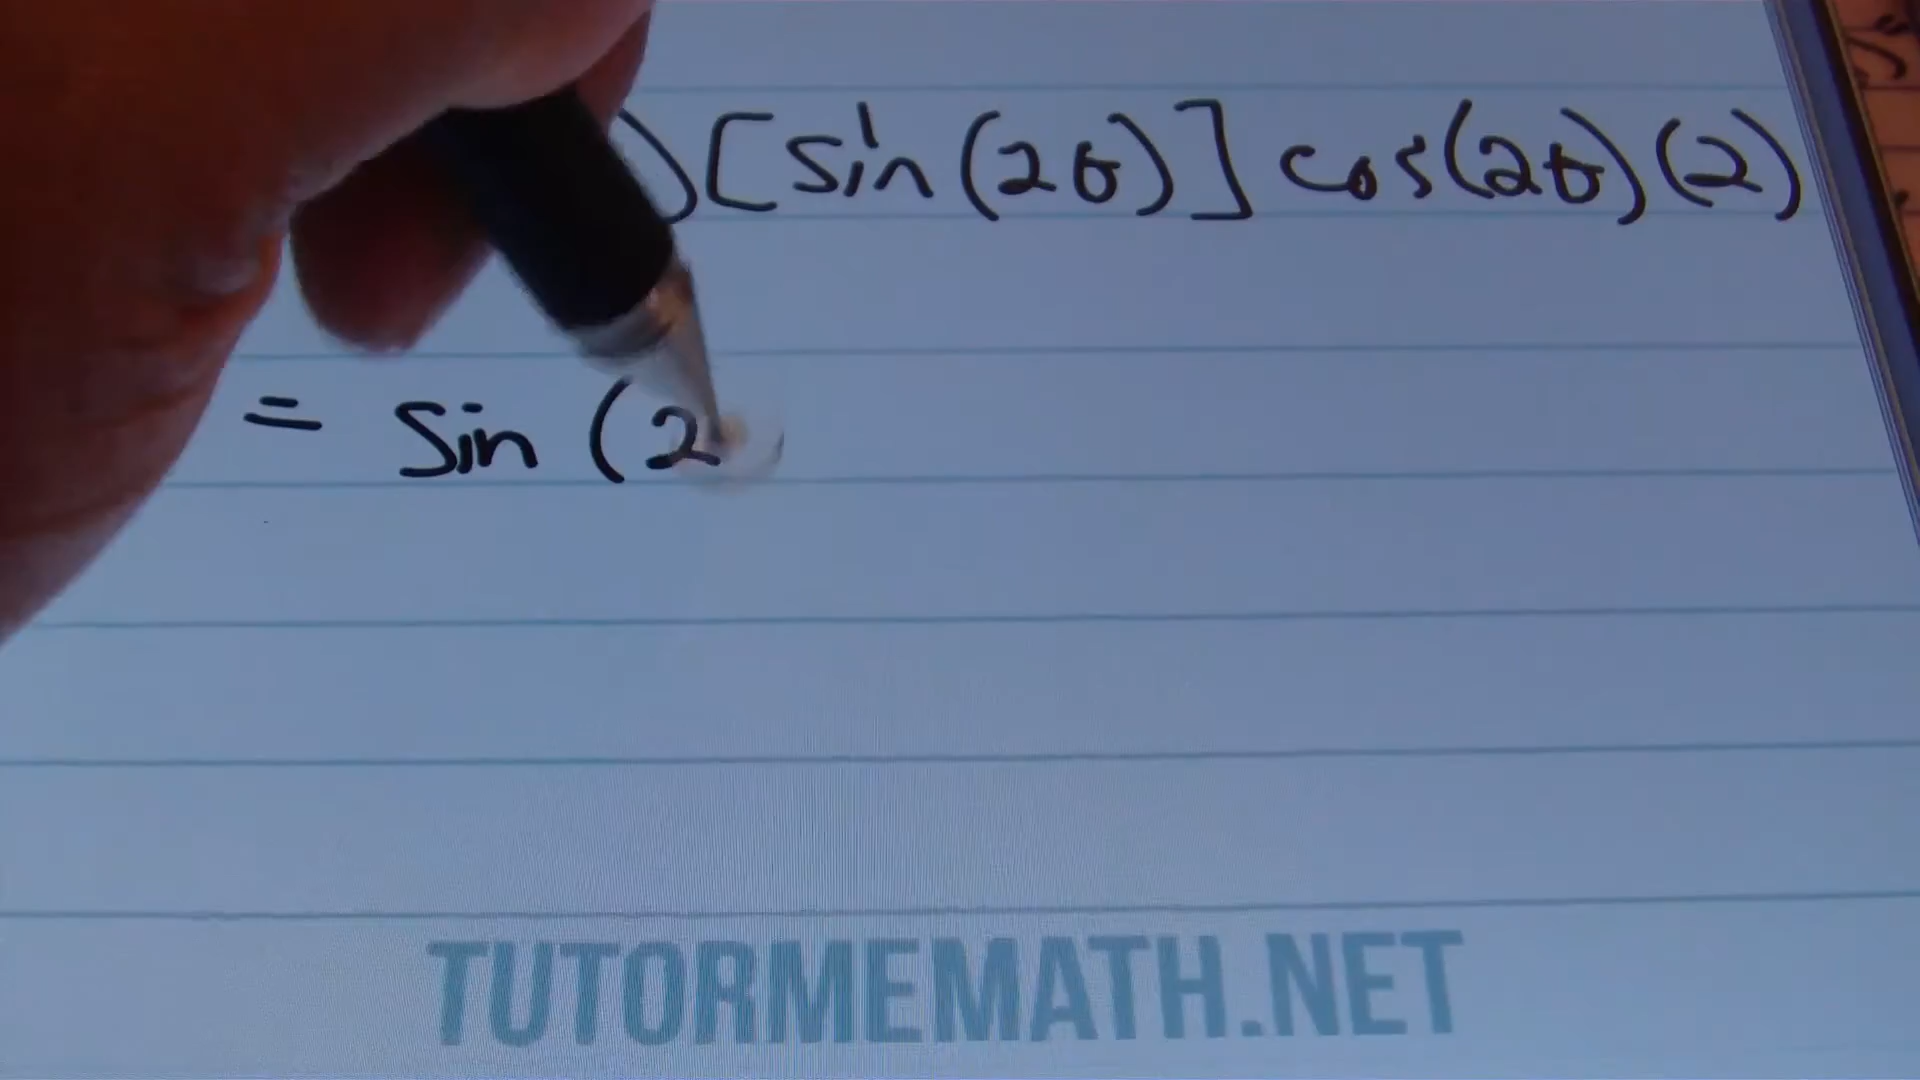 )[sin(2θ)]cos(2θ)(2)
= sin(2
TUTORMEMATH.NET